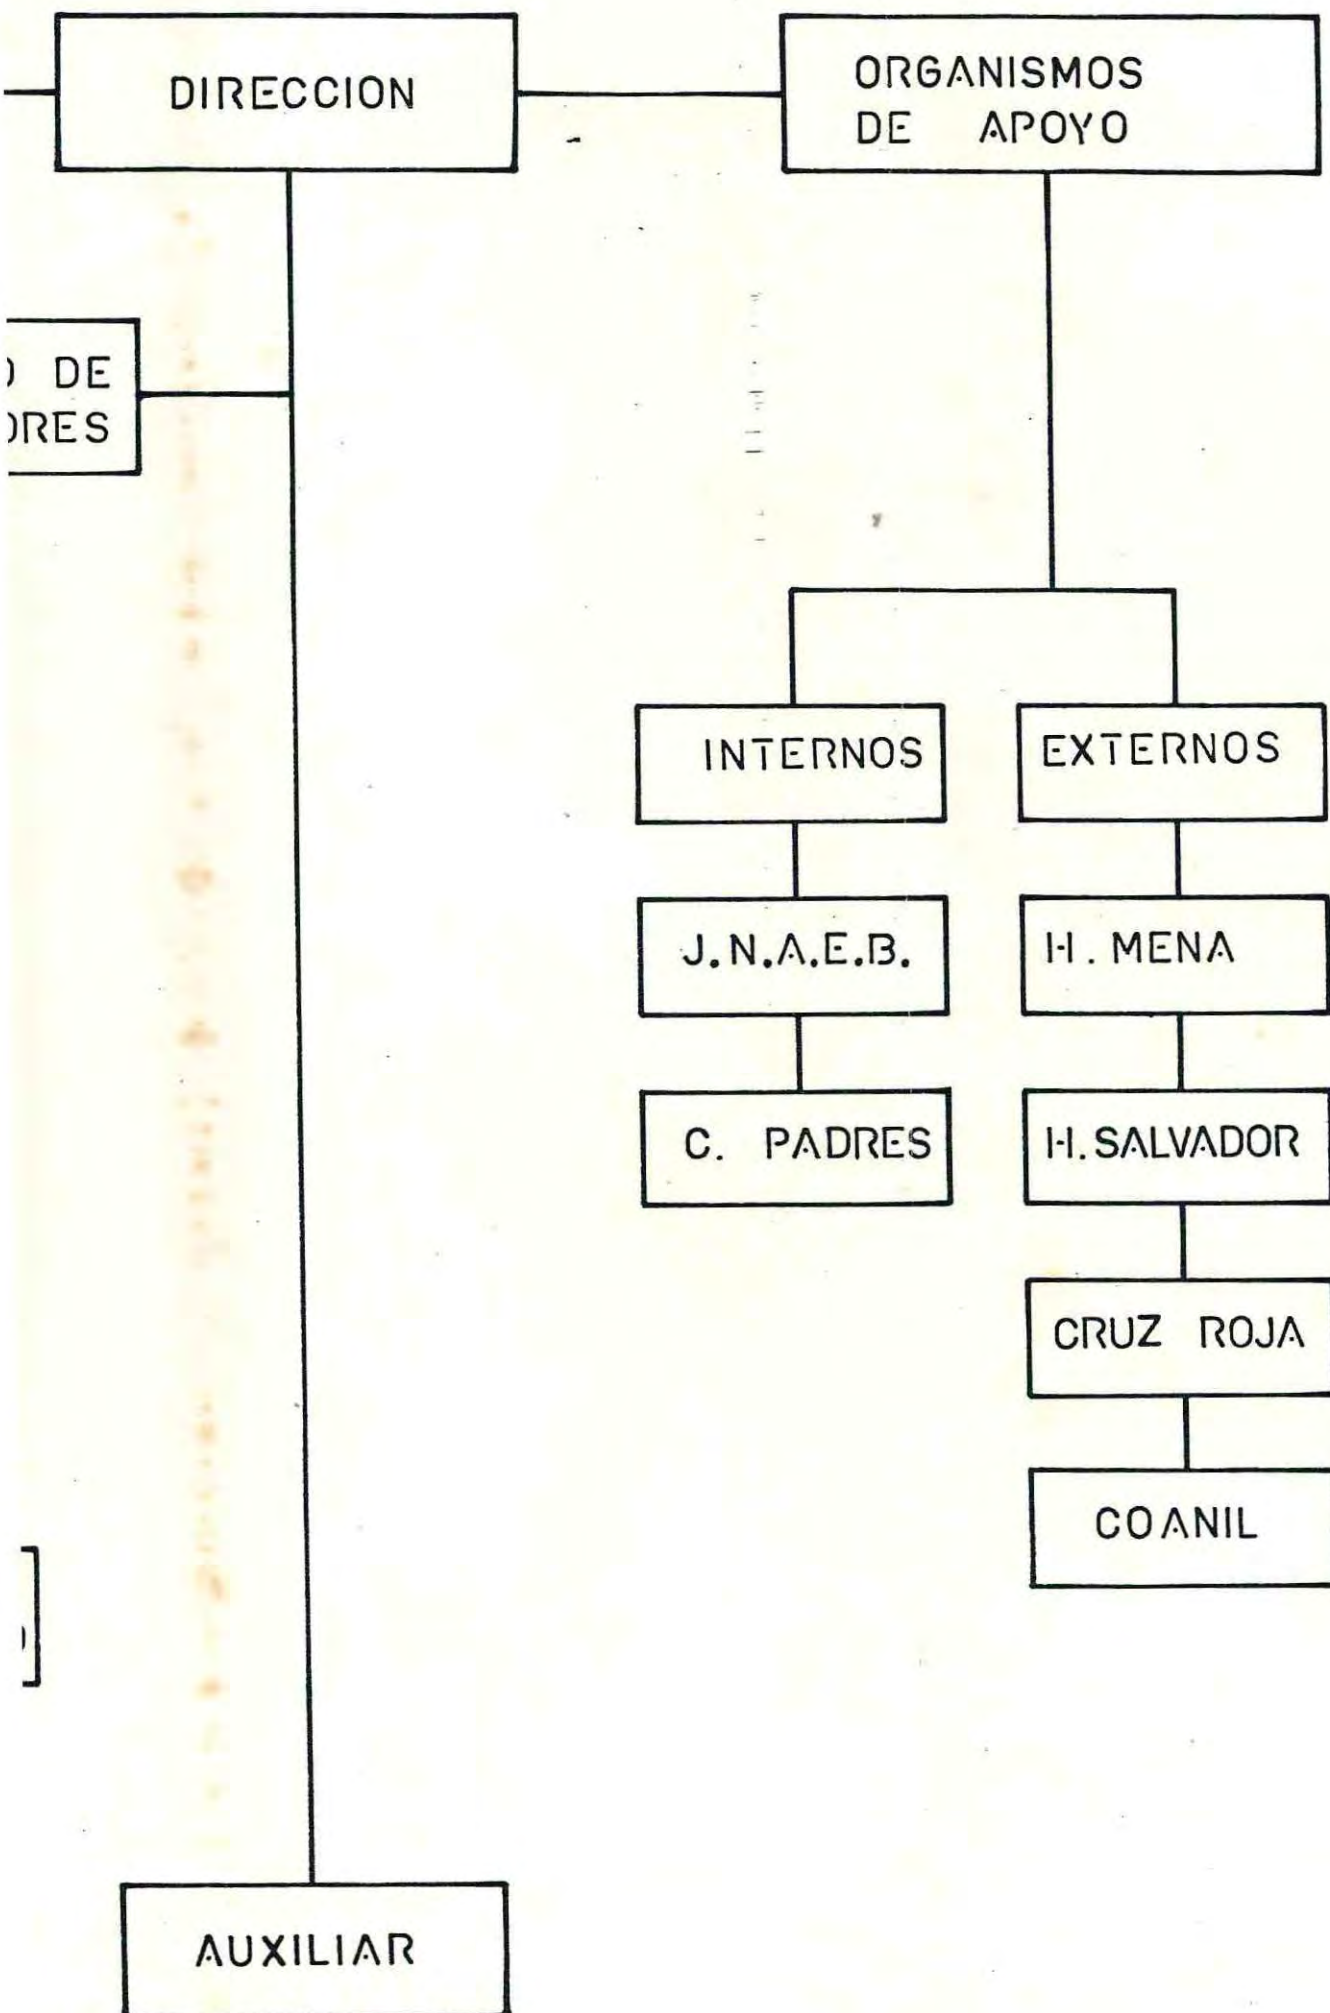 DIRECCION
ORGANISMOS
DE APOYO
DE
INTERNOS
EXTERNOS
J.N.A.E.B.
H. MENA
C. PADRES
H. SALVADOR
CRUZ ROJA
COANIL
AUXILIAR